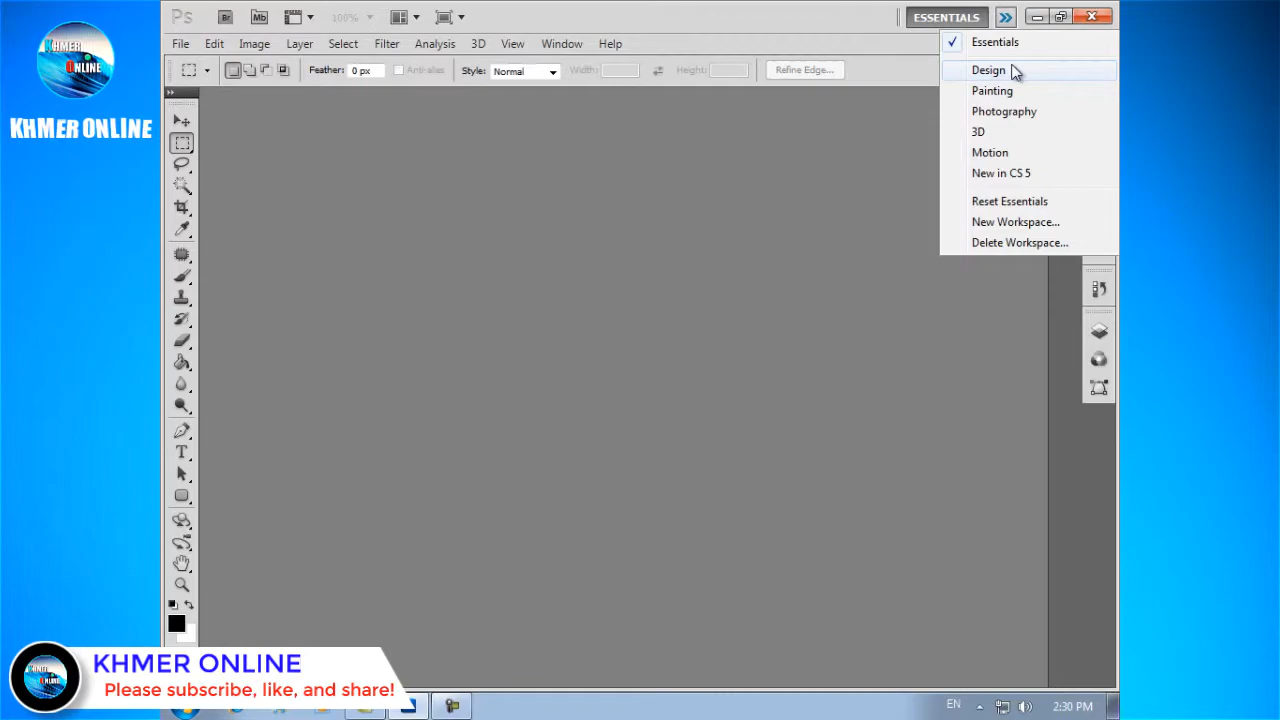 Ps
Br
Mb
100%
ESSENTIALS
File Edit Image Layer Select Filter Analysis 3D View Window Help
Feather: 0 px Anti-alias Style: Normal Width: Height: Refine Edge...
Essentials
Design
Painting
Photography
3D
Motion
New in CS 5
Reset Essentials
New Workspace...
Delete Workspace...
KHMER
ONLINE
KHMER ONLINE
KHMER ONLINE
Please subscribe, like, and share!
EN
2:30 PM